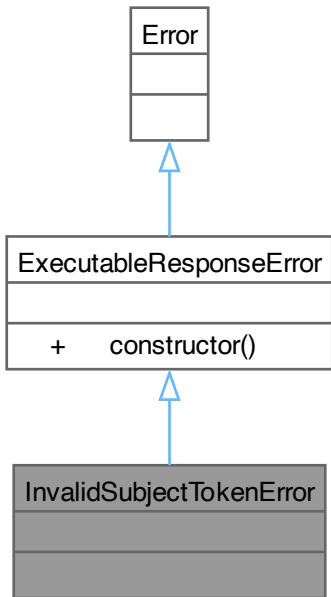 Error
ExecutableResponseError
+ constructor()
InvalidSubjectTokenError